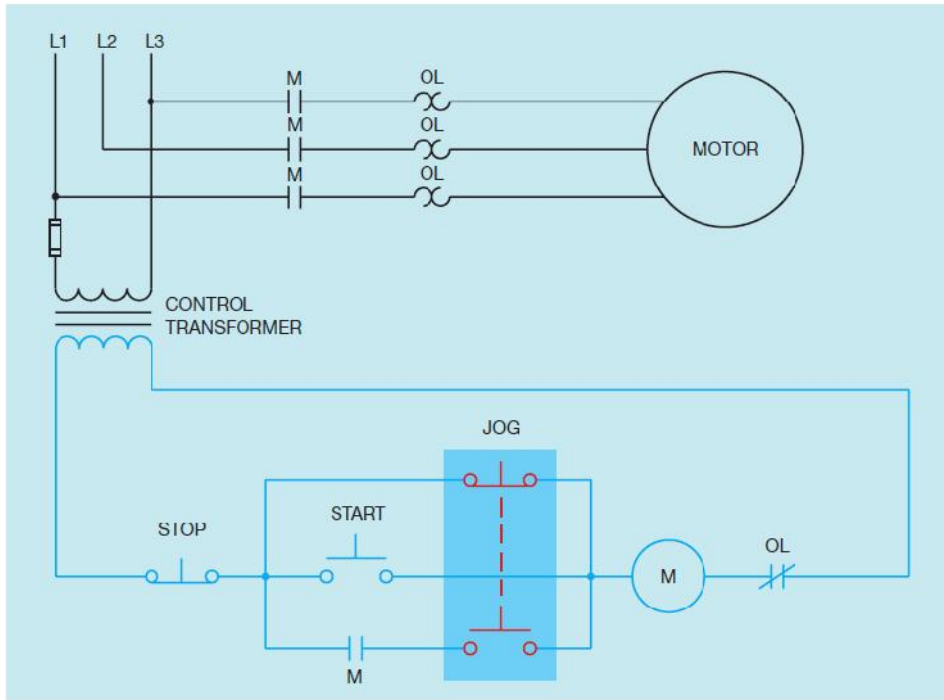 L1 L2 L3
M OL
M OL
M OL
MOTOR
CONTROL
TRANSFORMER
JOG
START
STOP
OL
M
M